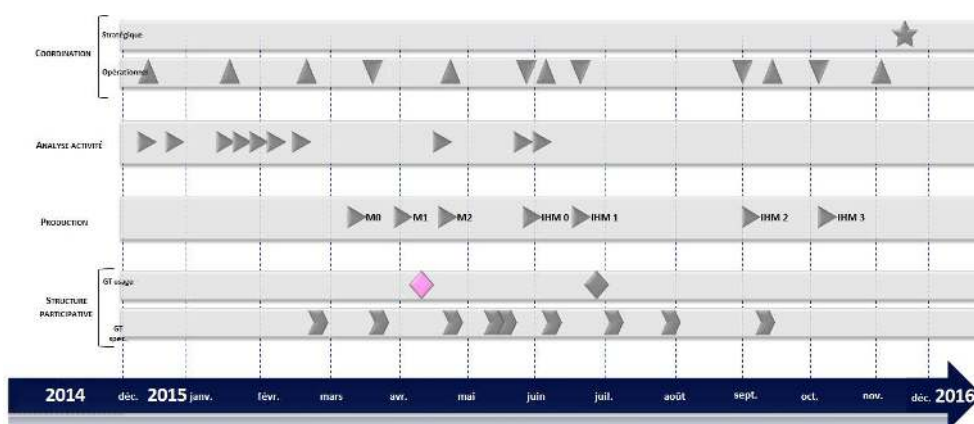 Stratégique
COORDINATION
Opérationnel
ANALYSE ACTIVITÉ
PRODUCTION
M0 M1 M2 IHM 0 IHM 1 IHM 2 IHM 3
GT usage
STRUCTURE
PARTICIPATIVE
GT
spec.
2014 déc. 2015 janv. févr. mars avr. mai juin juil. août sept. oct. nov. déc. 2016